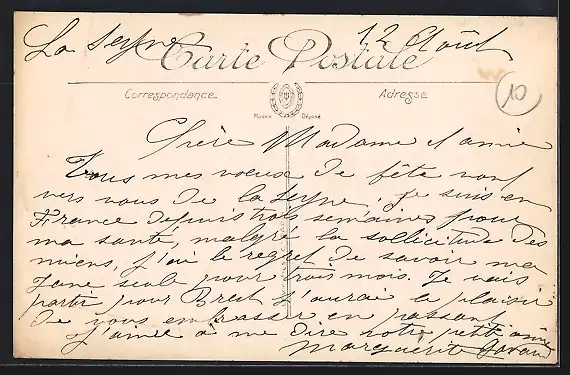 La Seyne 12 Août
Carte Postale
Correspondance Adresse
10
Modèle Déposé
Chère Madame et amie
Tous mes voeux de fête vont
vers vous de La Seyne, je suis en
France depuis trois semaines pour
ma santé, malgré la sollicitude des
miens, j'ai le regret de savoir ma
Jane seule pour trois mois. Je vais
partir pour Brest j'aurai le plaisir
de vous embrasser en passant
J'aime à me dire votre petite amie
Marguerite